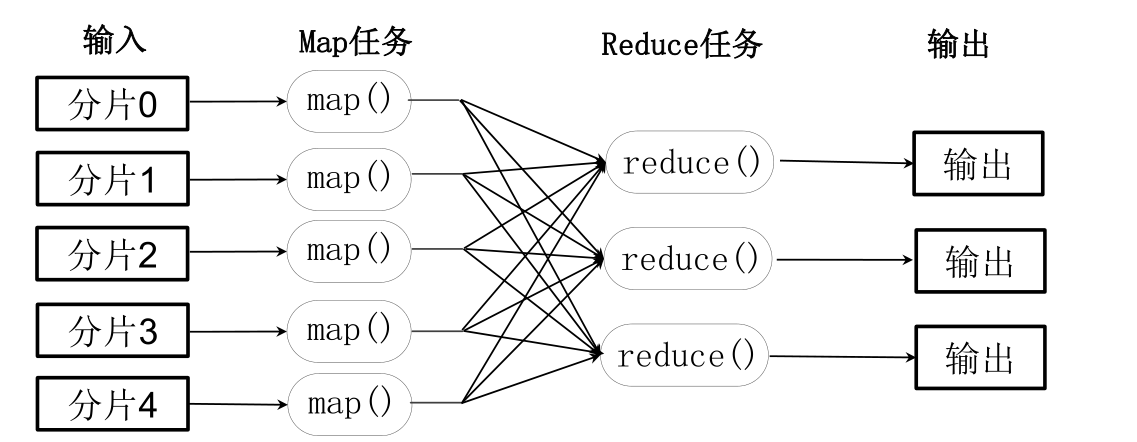 输入
Map任务
Reduce任务
输出
分片0
map()
分片1
map()
reduce()
输出
分片2
map()
reduce()
输出
分片3
map()
reduce()
输出
分片4
map()